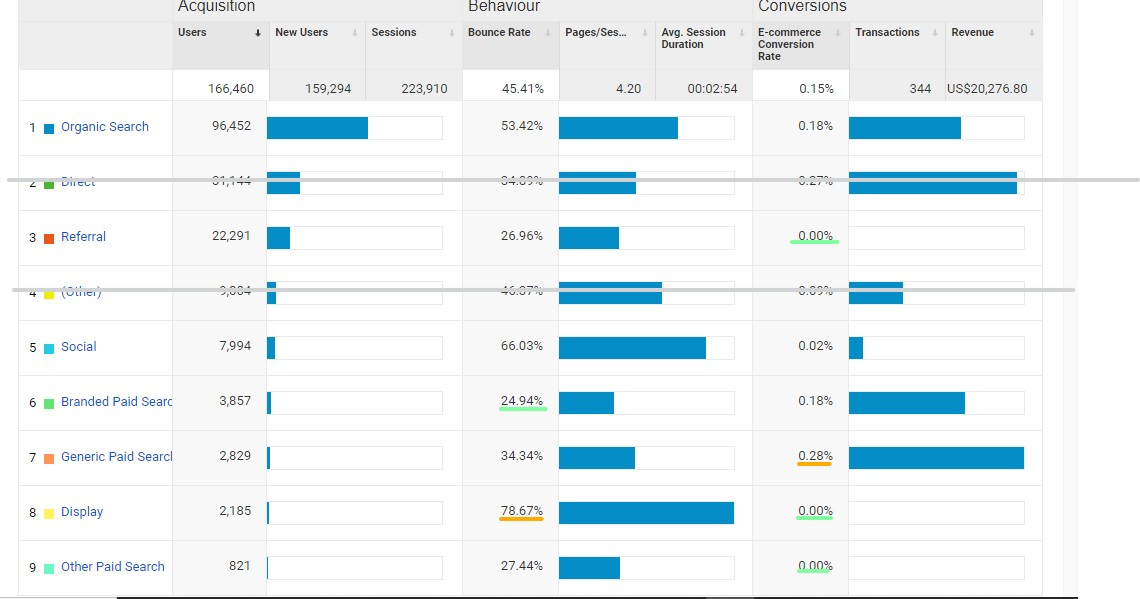 Acquisition Behaviour Conversions
Users New Users Sessions Bounce Rate Pages/Ses... Avg. Session Duration E-commerce Conversion Rate Transactions Revenue
166,460 159,294 223,910 45.41% 4.20 00:02:54 0.15% 344 US$20,276.80
1 Organic Search 96,452 53.42% 0.18%
2 Direct
3 Referral 22,291 26.96% 0.00%
4 (Other)
5 Social 7,994 66.03% 0.02%
6 Branded Paid Searc 3,857 24.94% 0.18%
7 Generic Paid Search 2,829 34.34% 0.28%
8 Display 2,185 78.67% 0.00%
9 Other Paid Search 821 27.44% 0.00%